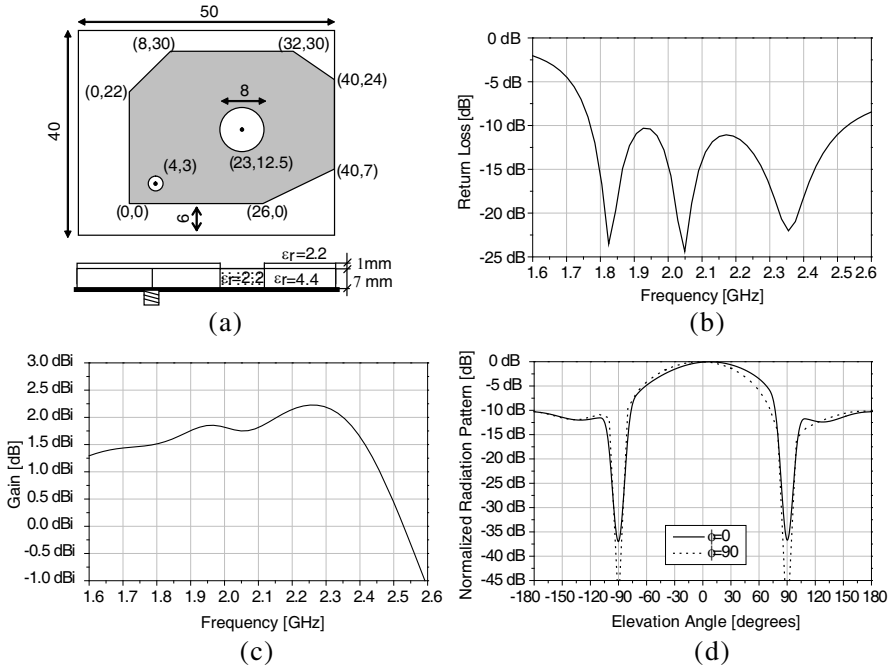 50
(8,30)
(32,30)
(0,22)
(40,24)
8
40
(4,3)
(23,12.5)
(40,7)
(0,0)
6
(26,0)
εr=2.2
1mm
εr=2.2
εr=4.4
7 mm
(a)
0 dB
-5 dB
-10 dB
-15 dB
-20 dB
-25 dB
Return Loss [dB]
1.6 1.7 1.8 1.9 2.0 2.1 2.2 2.3 2.4 2.5 2.6
Frequency [GHz]
(b)
3.0 dBi
2.5 dBi
2.0 dBi
1.5 dBi
1.0 dBi
0.5 dBi
0.0 dBi
-0.5 dBi
-1.0 dBi
Gain [dB]
1.6 1.7 1.8 1.9 2.0 2.1 2.2 2.3 2.4 2.5 2.6
Frequency [GHz]
(c)
0 dB
-5 dB
-10 dB
-15 dB
-20 dB
-25 dB
-30 dB
-35 dB
-40 dB
-45 dB
Normalized Radiation Pattern [dB]
ϕ=0
ϕ=90
-180 -150 -120 -90 -60 -30 0 30 60 90 120 150 180
Elevation Angle [degrees]
(d)